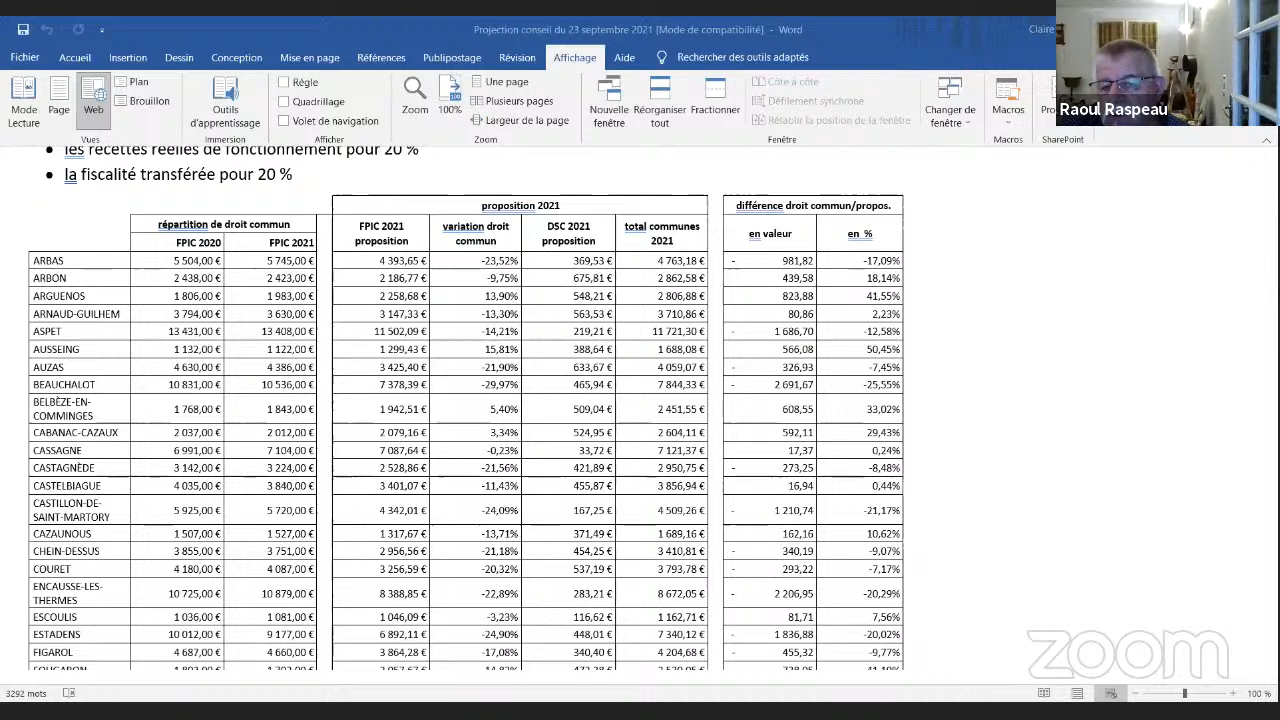 Projection conseil du 23 septembre 2021 [Mode de compatibilité] - Word
Claire
Fichier Accueil Insertion Dessin Conception Mise en page Références Publipostage Révision Affichage Aide Rechercher des outils adaptés
Mode Lecture Page Web Plan Brouillon Vues
Outils d'apprentissage Immersion
Règle Quadrillage Volet de navigation Afficher
Zoom 100% Une page Plusieurs pages Largeur de la page Zoom
Nouvelle fenêtre Réorganiser tout Fractionner Côte à côte Défilement synchrone Rétablir la position de la fenêtre Fenêtre
Changer de fenêtre Macros Macros SharePoint
Raoul Raspeau
les recettes réelles de fonctionnement pour 20 %
la fiscalité transférée pour 20 %
proposition 2021 différence droit commun/propos.
répartition de droit commun FPIC 2021 proposition variation droit commun DSC 2021 proposition total communes 2021 en valeur en %
FPIC 2020 FPIC 2021
ARBAS 5 504,00 € 5 745,00 € 4 393,65 € -23,52% 369,53 € 4 763,18 € - 981,82 -17,09%
ARBON 2 438,00 € 2 423,00 € 2 186,77 € -9,75% 675,81 € 2 862,58 € 439,58 18,14%
ARGUENOS 1 806,00 € 1 983,00 € 2 258,68 € 13,90% 548,21 € 2 806,88 € 823,88 41,55%
ARNAUD-GUILHEM 3 794,00 € 3 630,00 € 3 147,33 € -13,30% 563,53 € 3 710,86 € 80,86 2,23%
ASPET 13 431,00 € 13 408,00 € 11 502,09 € -14,21% 219,21 € 11 721,30 € - 1 686,70 -12,58%
AUSSEING 1 132,00 € 1 122,00 € 1 299,43 € 15,81% 388,64 € 1 688,08 € 566,08 50,45%
AUZAS 4 630,00 € 4 386,00 € 3 425,40 € -21,90% 633,67 € 4 059,07 € - 326,93 -7,45%
BEAUCHALOT 10 831,00 € 10 536,00 € 7 378,39 € -29,97% 465,94 € 7 844,33 € - 2 691,67 -25,55%
BELBÈZE-EN-COMMINGES 1 768,00 € 1 843,00 € 1 942,51 € 5,40% 509,04 € 2 451,55 € 608,55 33,02%
CABANAC-CAZAUX 2 037,00 € 2 012,00 € 2 079,16 € 3,34% 524,95 € 2 604,11 € 592,11 29,43%
CASSAGNE 6 991,00 € 7 104,00 € 7 087,64 € -0,23% 33,72 € 7 121,37 € 17,37 0,24%
CASTAGNÈDE 3 142,00 € 3 224,00 € 2 528,86 € -21,56% 421,89 € 2 950,75 € - 273,25 -8,48%
CASTELBIAGUE 4 035,00 € 3 840,00 € 3 401,07 € -11,43% 455,87 € 3 856,94 € 16,94 0,44%
CASTILLON-DE-SAINT-MARTORY 5 925,00 € 5 720,00 € 4 342,01 € -24,09% 167,25 € 4 509,26 € - 1 210,74 -21,17%
CAZAUNOUS 1 507,00 € 1 527,00 € 1 317,67 € -13,71% 371,49 € 1 689,16 € 162,16 10,62%
CHEIN-DESSUS 3 855,00 € 3 751,00 € 2 956,56 € -21,18% 454,25 € 3 410,81 € - 340,19 -9,07%
COURET 4 180,00 € 4 087,00 € 3 256,59 € -20,32% 537,19 € 3 793,78 € - 293,22 -7,17%
ENCAUSSE-LES-THERMES 10 725,00 € 10 879,00 € 8 388,85 € -22,89% 283,21 € 8 672,05 € - 2 206,95 -20,29%
ESCOULIS 1 036,00 € 1 081,00 € 1 046,09 € -3,23% 116,62 € 1 162,71 € 81,71 7,56%
ESTADENS 10 012,00 € 9 177,00 € 6 892,11 € -24,90% 448,01 € 7 340,12 € - 1 836,88 -20,02%
FIGAROL 4 687,00 € 4 660,00 € 3 864,28 € -17,08% 340,40 € 4 204,68 € - 455,32 -9,77%
zoom
3292 mots
100 %